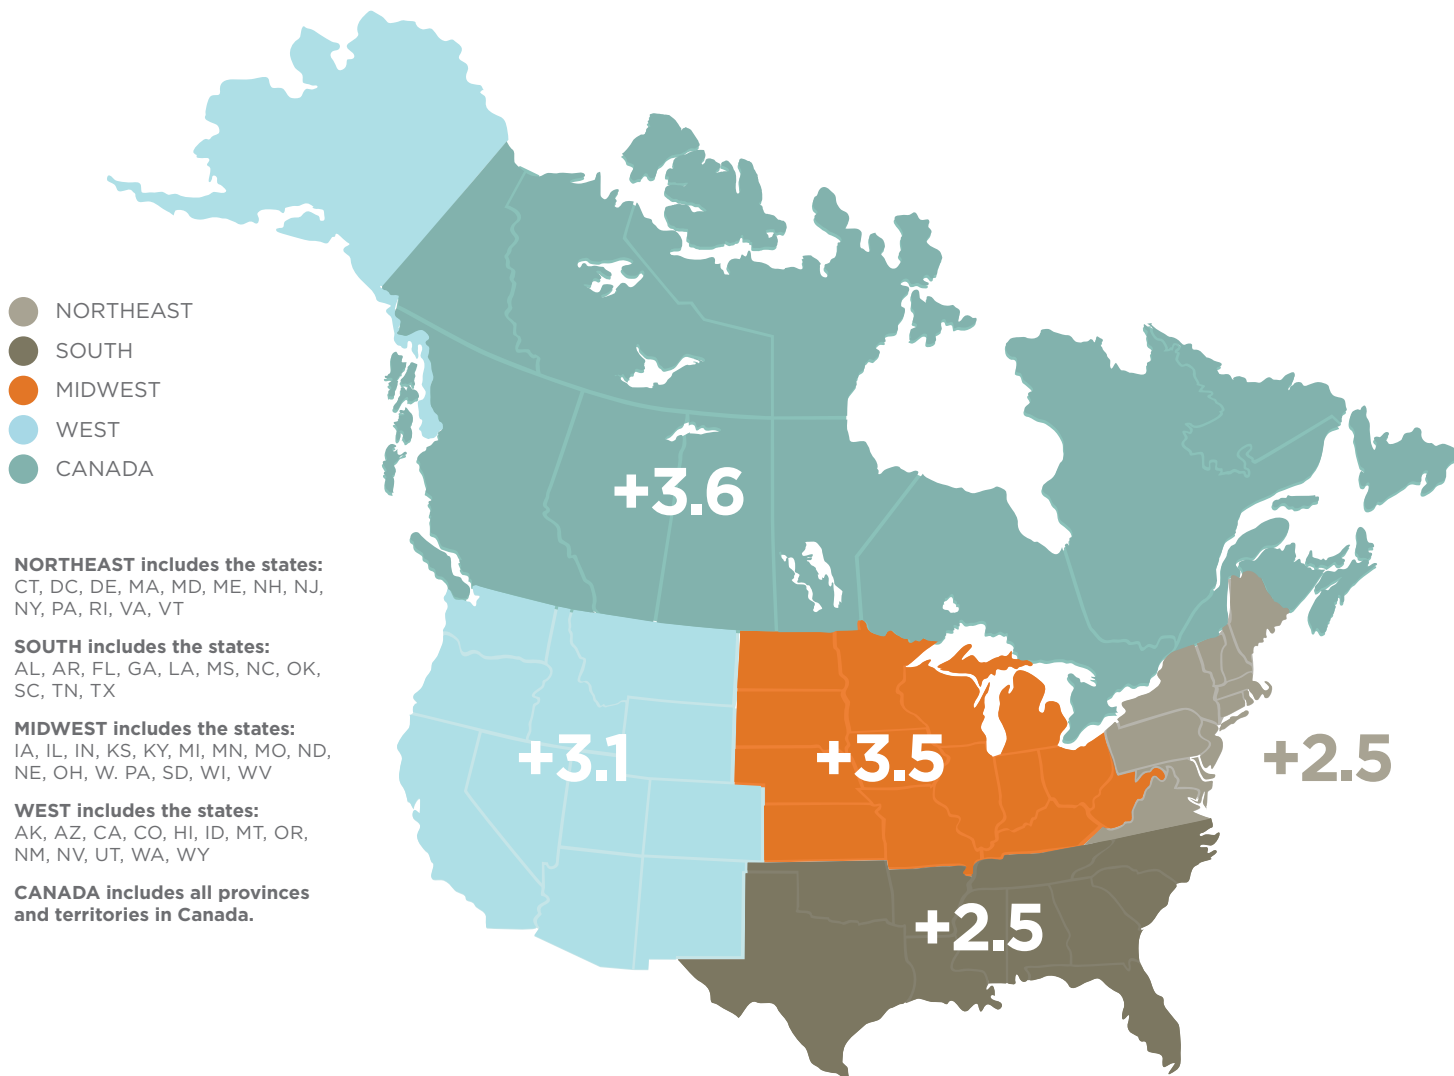 NORTHEAST
SOUTH
MIDWEST
WEST
CANADA
NORTHEAST includes the states:
CT, DC, DE, MA, MD, ME, NH, NJ,
NY, PA, RI, VA, VT
SOUTH includes the states:
AL, AR, FL, GA, LA, MS, NC, OK,
SC, TN, TX
MIDWEST includes the states:
IA, IL, IN, KS, KY, MI, MN, MO, ND,
NE, OH, W. PA, SD, WI, WV
WEST includes the states:
AK, AZ, CA, CO, HI, ID, MT, OR,
NM, NV, UT, WA, WY
CANADA includes all provinces
and territories in Canada.
+3.6
+3.1
+3.5
+2.5
+2.5